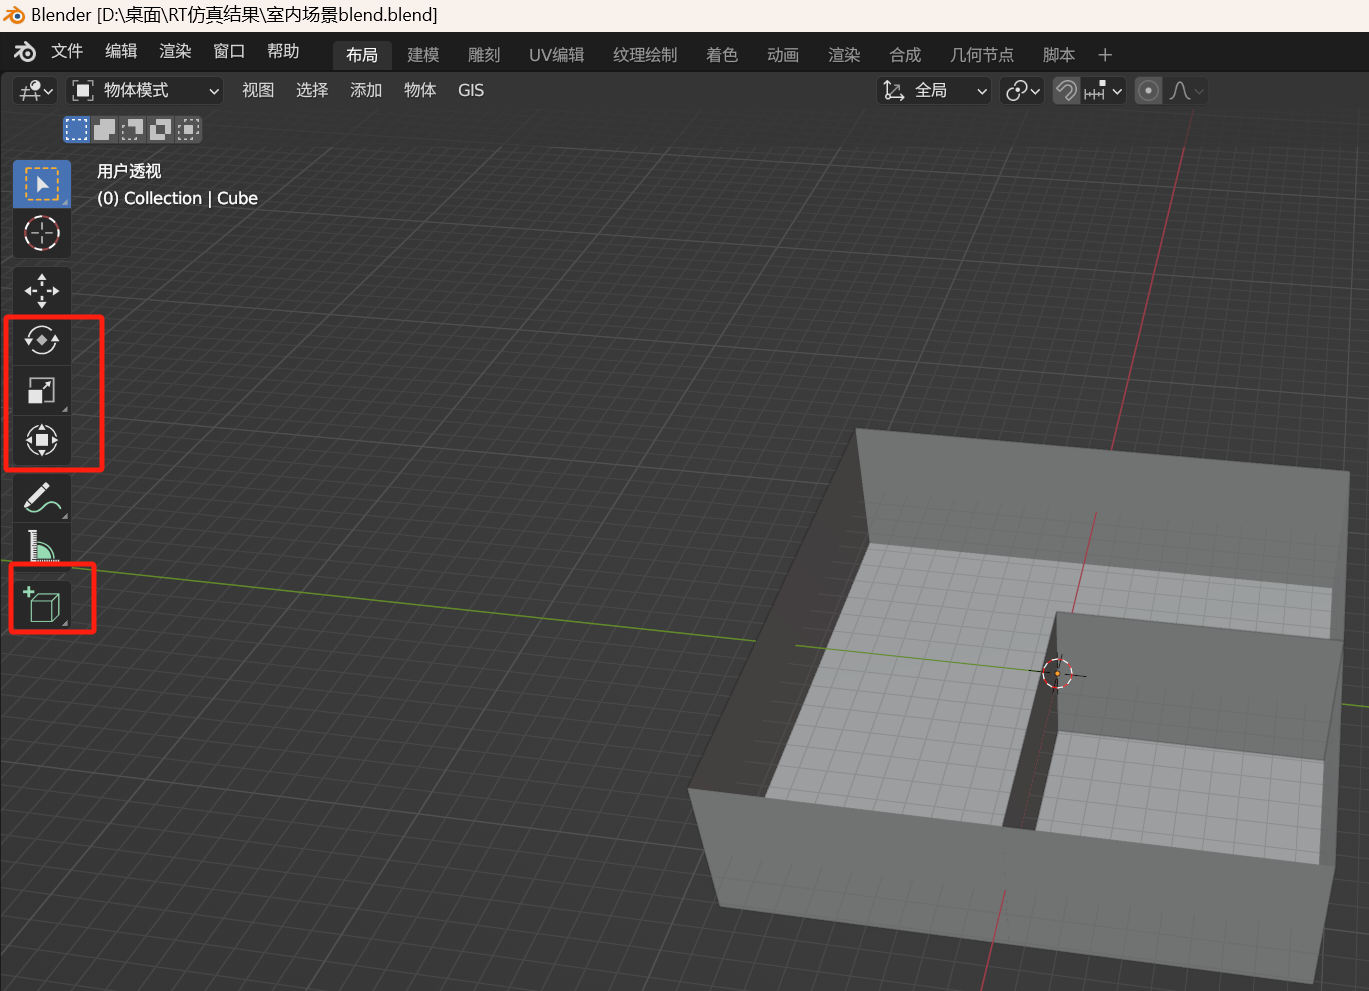 Blender [D:\桌面\RT仿真结果\室内场景blend.blend]
文件 编辑 渲染 窗口 帮助 布局 建模 雕刻 UV编辑 纹理绘制 着色 动画 渲染 合成 几何节点 脚本 +
物体模式 视图 选择 添加 物体 GIS 全局
用户透视
(0) Collection | Cube